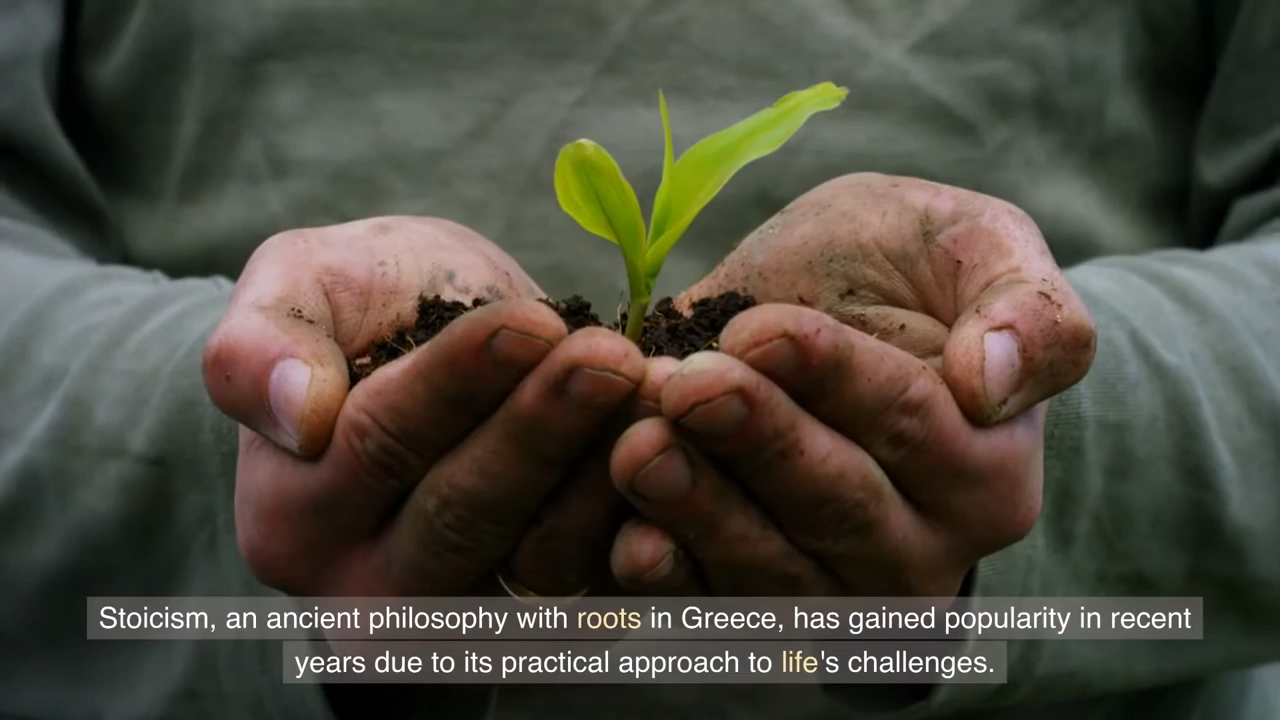 Stoicism, an ancient philosophy with roots in Greece, has gained popularity in recent
years due to its practical approach to life's challenges.